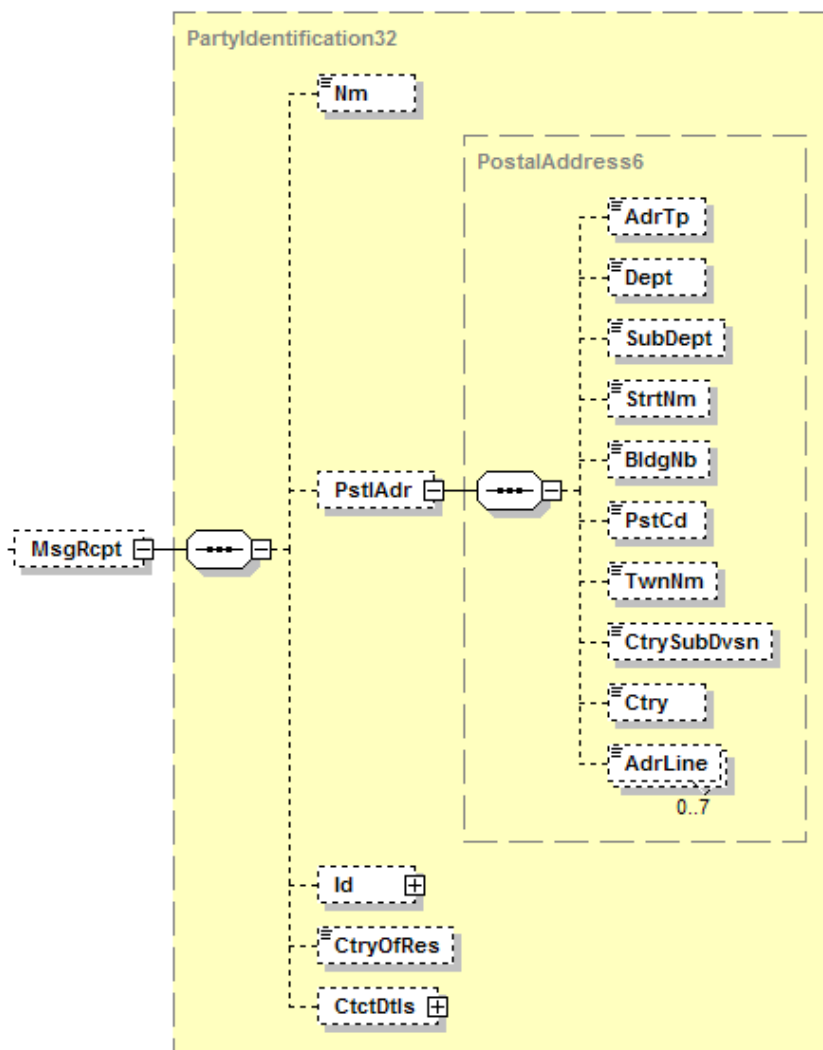 PartyIdentification32
Nm
PostalAddress6
AdrTp
Dept
SubDept
StrtNm
BldgNb
PstlAdr
PstCd
MsgRcpt
TwnNm
CtrySubDvsn
Ctry
AdrLine
0..7
Id
CtryOfRes
CtctDtls